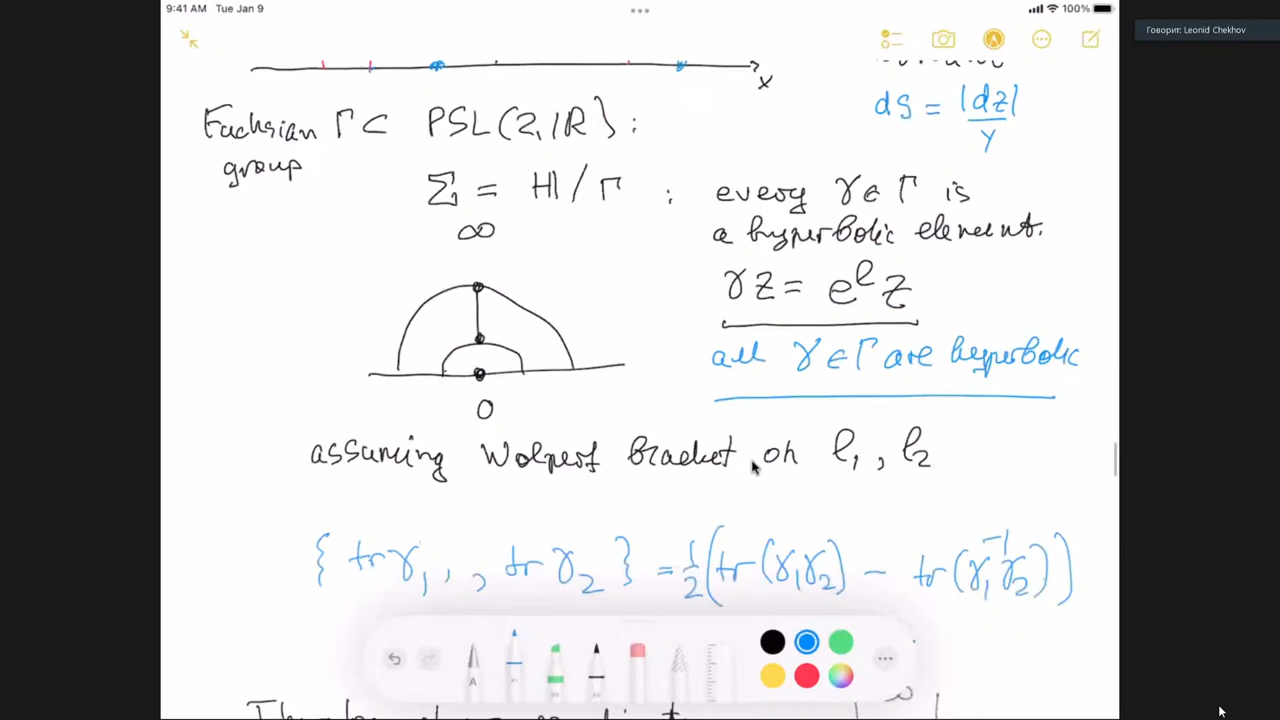 9:41 AM Tue Jan 9
100%
Говорит: Leonid Chekhov
x
dS = |dz| / y
Fuchsian Γ ⊂ PSL(2, ℝ) :
group
Σ = ℍ / Γ : every γ ∈ Γ is
a hyperbolic element.
∞
γz = e^l z
all γ ∈ Γ are hyperbolic
0
assuming Wolpert bracket on l₁, l₂
{ tr γ₁, , tr γ₂ } = 1/2 ( tr(γ₁γ₂) − tr(γ₁⁻¹γ₂) )
A